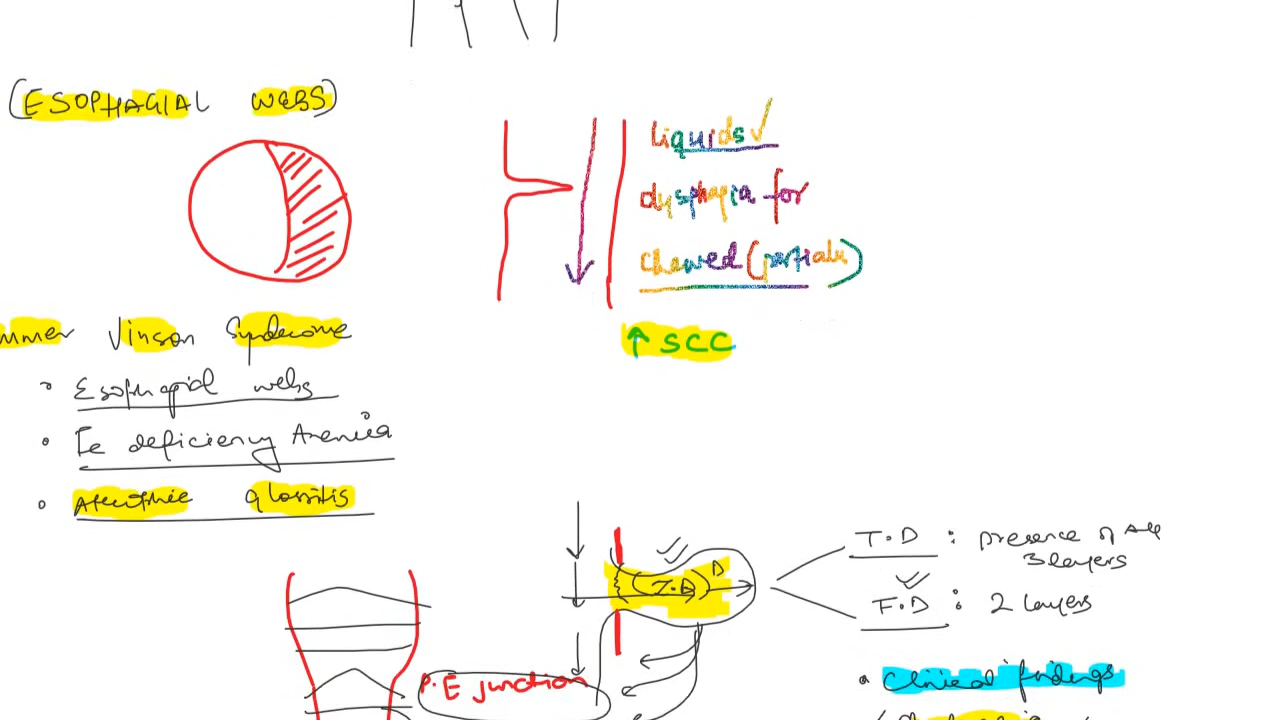 (ESOPHAGIAL WEBS)
liquids ✓
dysphagia for
chewed (partialy)
mmer Vinson Syndrome
↑ SCC
• Esophagial webs
• Fe deficiency Anemia
• Atrophic glossitis
T.D : presence of All
3 layers
(Z.D) D
F.D : 2 layers
P.E junction
• Clinical findings